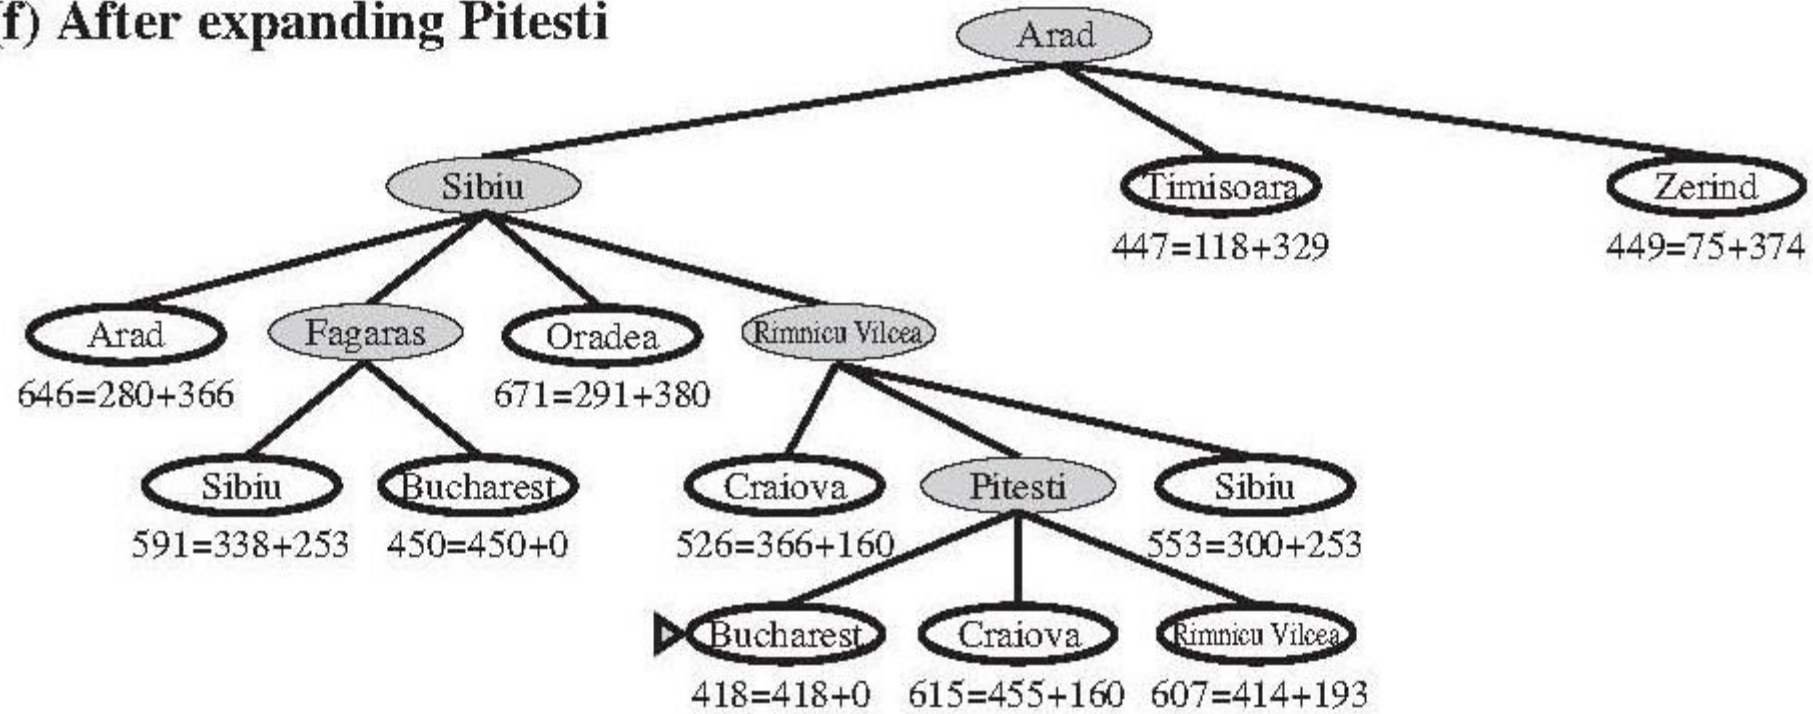 (f) After expanding Pitesti
Arad
Sibiu
Timisoara
Zerind
447=118+329
449=75+374
Arad
Fagaras
Oradea
Rimnicu Vilcea
646=280+366
671=291+380
Sibiu
Bucharest
Craiova
Pitesti
Sibiu
591=338+253
450=450+0
526=366+160
553=300+253
Bucharest
Craiova
Rimnicu Vilcea
418=418+0
615=455+160
607=414+193